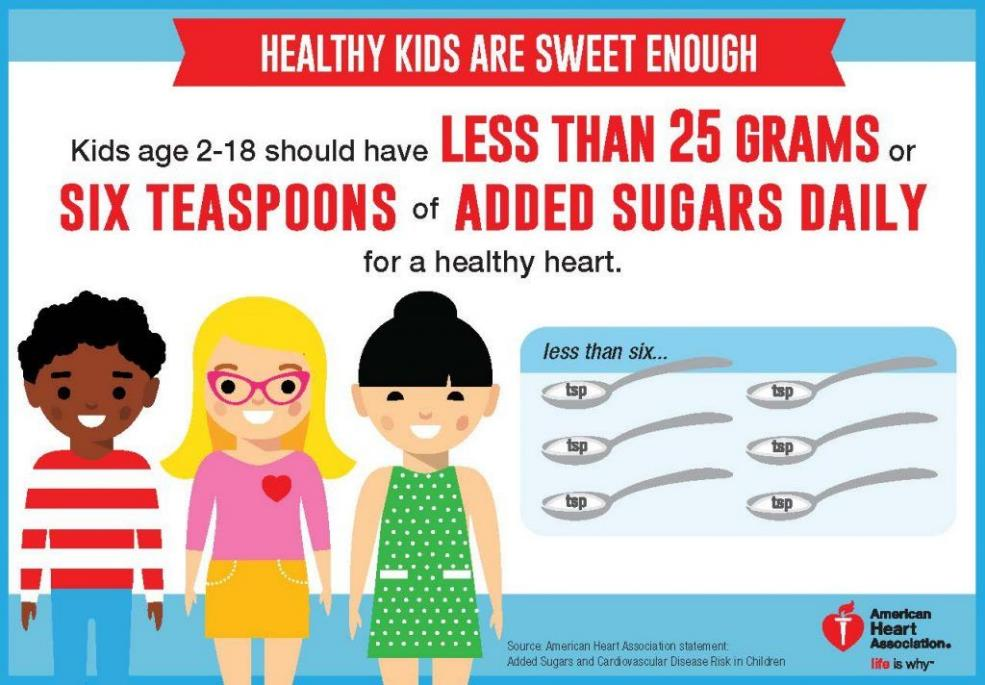 HEALTHY KIDS ARE SWEET ENOUGH
Kids age 2-18 should have LESS THAN 25 GRAMS or
SIX TEASPOONS of ADDED SUGARS DAILY
for a healthy heart.
less than six...
tsp tsp
tsp tsp
tsp tsp
Source: American Heart Association statement:
Added Sugars and Cardiovascular Disease Risk in Children
American
Heart
Association®
life is why™